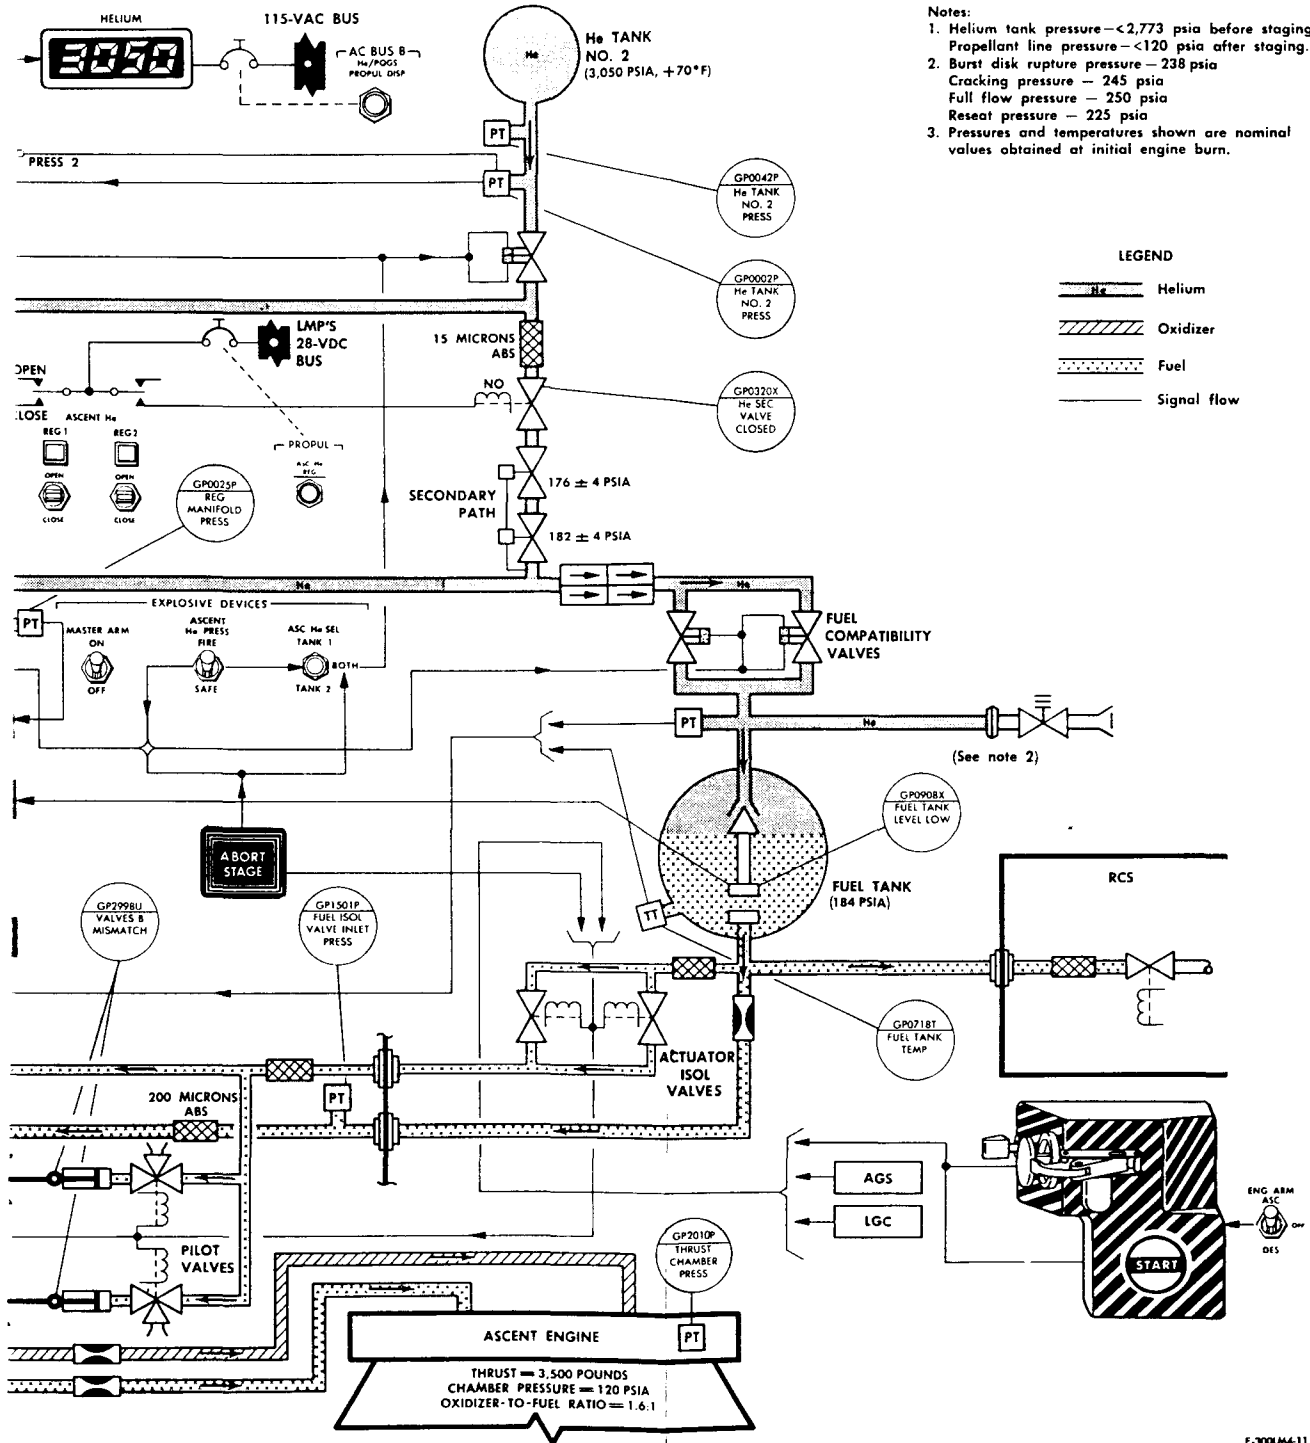 HELIUM
3050
115-VAC BUS
AC BUS B
He/PQGS
PROPUL DISP
He
He TANK
NO. 2
(3,050 PSIA, +70°F)
Notes:
1. Helium tank pressure—<2,773 psia before staging
Propellant line pressure—<120 psia after staging.
2. Burst disk rupture pressure — 238 psia
Cracking pressure — 245 psia
Full flow pressure — 250 psia
Reseat pressure — 225 psia
3. Pressures and temperatures shown are nominal
values obtained at initial engine burn.
PT
PRESS 2
PT
GP0042P
He TANK
NO. 2
PRESS
GP0002P
He TANK
NO. 2
PRESS
LEGEND
He Helium
Oxidizer
Fuel
Signal flow
LMP'S
28-VDC
BUS
15 MICRONS
ABS
OPEN
CLOSE
NO
GP0320X
He SEC
VALVE
CLOSED
ASCENT He
REG 1
REG 2
OPEN
OPEN
CLOSE
CLOSE
PROPUL
ASC He
REG
GP0025P
REG
MANIFOLD
PRESS
SECONDARY
PATH
176 ± 4 PSIA
182 ± 4 PSIA
He
He
PT
EXPLOSIVE DEVICES
MASTER ARM
ON
OFF
ASCENT
He PRESS
FIRE
SAFE
ASC He SEL
TANK 1
BOTH
TANK 2
FUEL
COMPATIBILITY
VALVES
PT
He
(See note 2)
GP0908X
FUEL TANK
LEVEL LOW
ABORT
STAGE
FUEL TANK
(184 PSIA)
TT
RCS
GP2998U
VALVES B
MISMATCH
GP1501P
FUEL ISOL
VALVE INLET
PRESS
GP0718T
FUEL TANK
TEMP
ACTUATOR
ISOL
VALVES
200 MICRONS
ABS
PT
AGS
LGC
ENG ARM
ASC
OFF
DES
START
PILOT
VALVES
GP2010P
THRUST
CHAMBER
PRESS
ASCENT ENGINE
PT
THRUST = 3,500 POUNDS
CHAMBER PRESSURE = 120 PSIA
OXIDIZER-TO-FUEL RATIO = 1.6:1